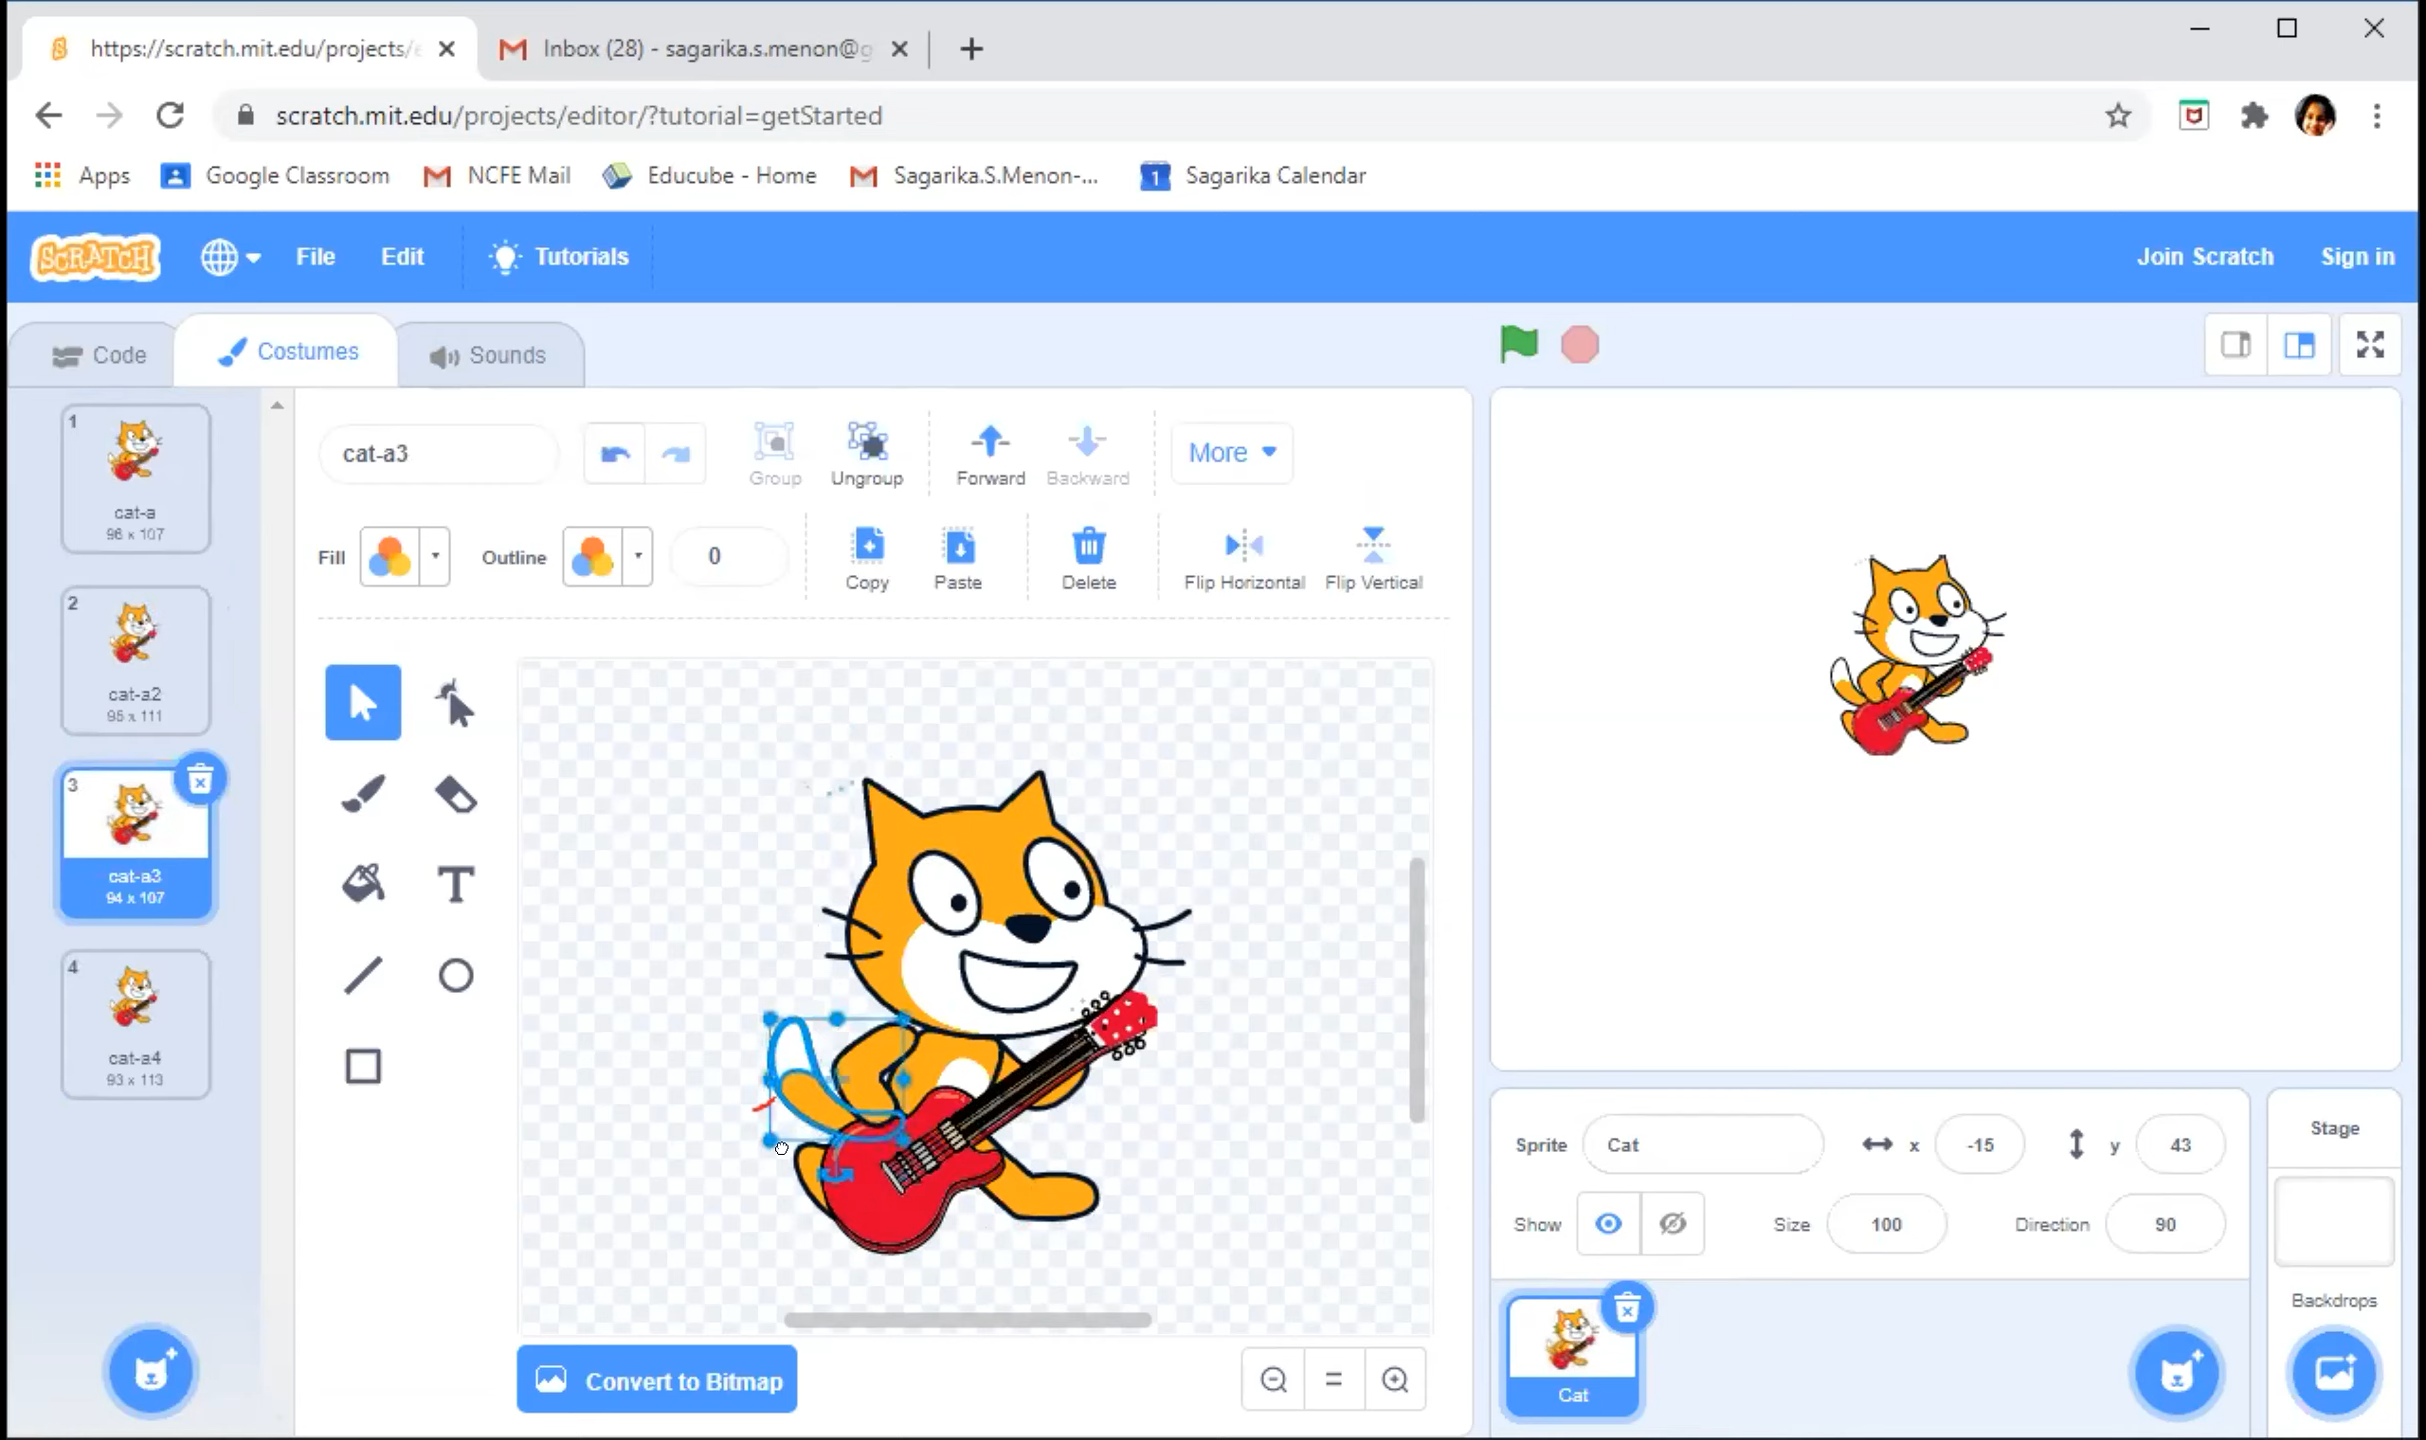 https://scratch.mit.edu/projects/e
Inbox (28) - sagarika.s.menon@g
scratch.mit.edu/projects/editor/?tutorial=getStarted
Apps
Google Classroom
NCFE Mail
Educube - Home
Sagarika.S.Menon-...
1
Sagarika Calendar
SCRATCH
File
Edit
Tutorials
Join Scratch
Sign in
Code
Costumes
Sounds
1
cat-a
96 x 107
2
cat-a2
95 x 111
3
cat-a3
94 x 107
4
cat-a4
93 x 113
cat-a3
Group
Ungroup
Forward
Backward
More
Fill
Outline
0
Copy
Paste
Delete
Flip Horizontal
Flip Vertical
T
Convert to Bitmap
Sprite
Cat
x
-15
y
43
Show
Size
100
Direction
90
Cat
Stage
Backdrops